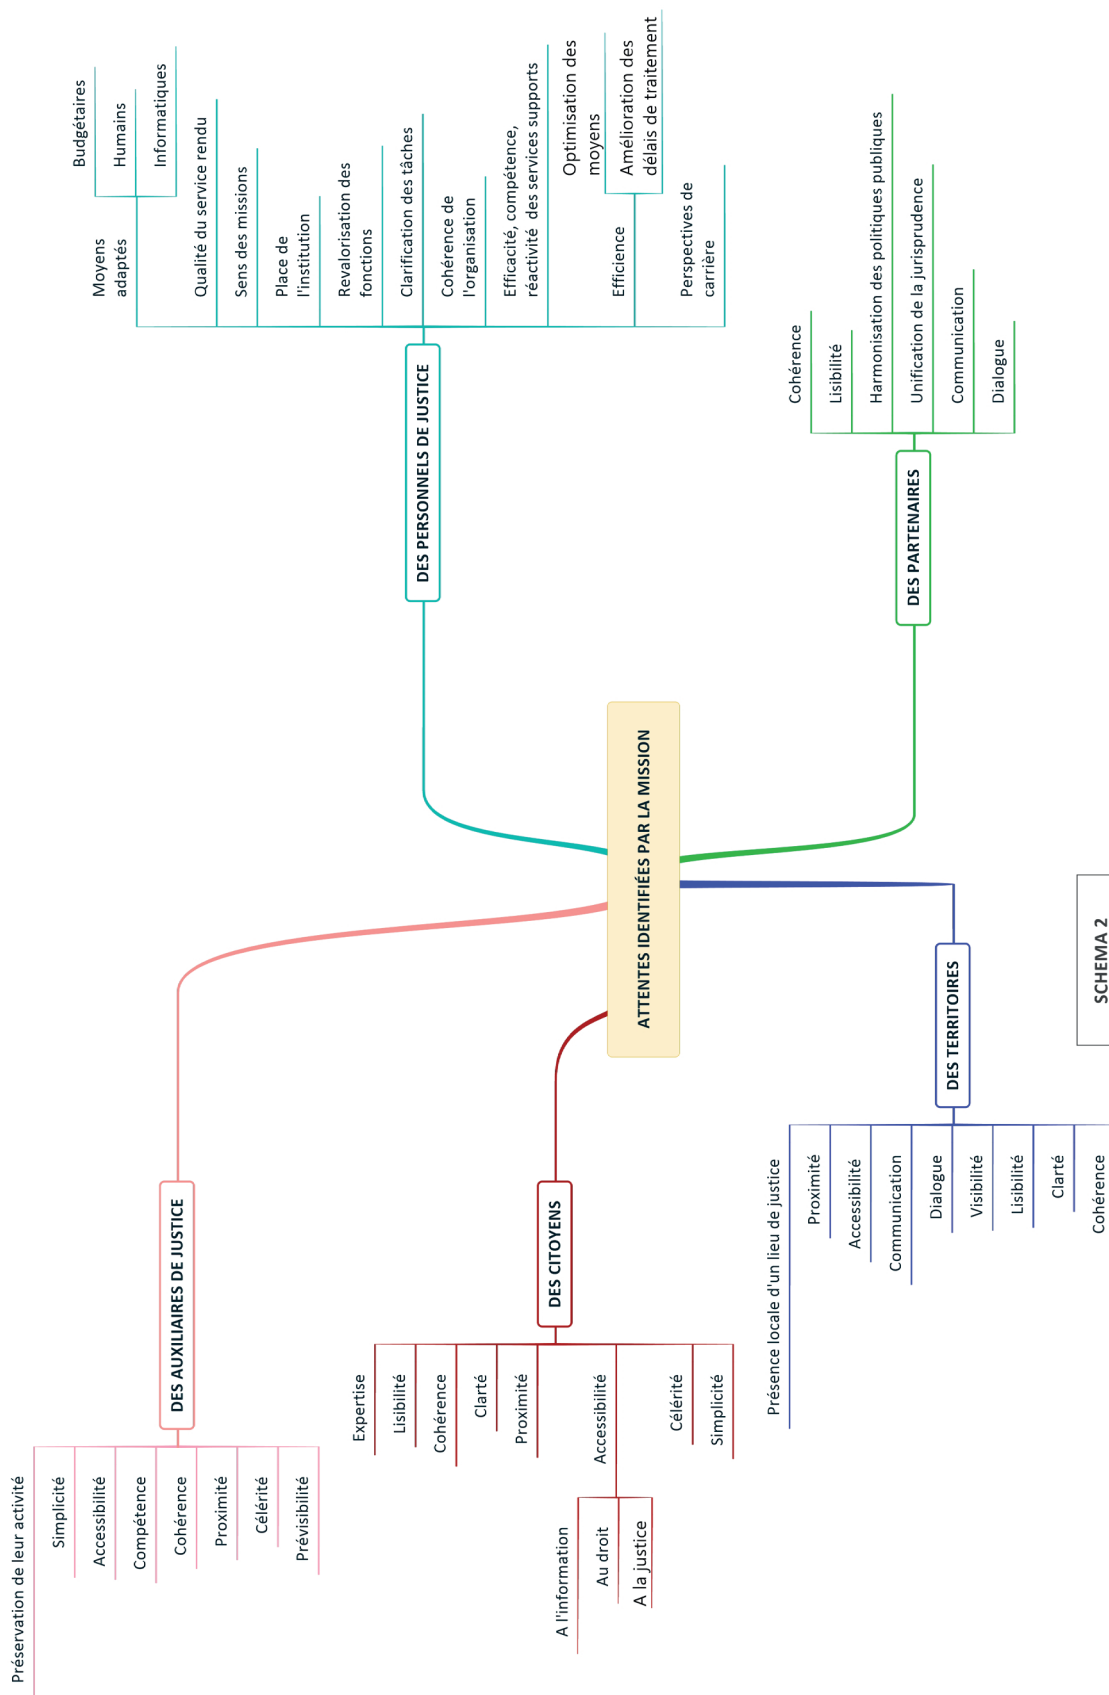 Préservation de leur activité
Simplicité
Accessibilité
Compétence
Cohérence
Proximité
Célérité
Prévisibilité
DES AUXILIAIRES DE JUSTICE
Expertise
Lisibilité
Cohérence
Clarté
Proximité
Accessibilité
A l'information
Au droit
A la justice
Célérité
Simplicité
DES CITOYENS
Présence locale d'un lieu de justice
Proximité
Accessibilité
Communication
Dialogue
Visibilité
Lisibilité
Clarté
Cohérence
DES TERRITOIRES
ATTENTES IDENTIFIÉES PAR LA MISSION
DES PERSONNELS DE JUSTICE
Moyens
adaptés
Budgétaires
Humains
Informatiques
Qualité du service rendu
Sens des missions
Place de
l'institution
Revalorisation des
fonctions
Clarification des tâches
Cohérence de
l'organisation
Efficacité, compétence,
réactivité des services supports
Efficience
Optimisation des
moyens
Amélioration des
délais de traitement
Perspectives de
carrière
DES PARTENAIRES
Cohérence
Lisibilité
Harmonisation des politiques publiques
Unification de la jurisprudence
Communication
Dialogue
SCHEMA 2